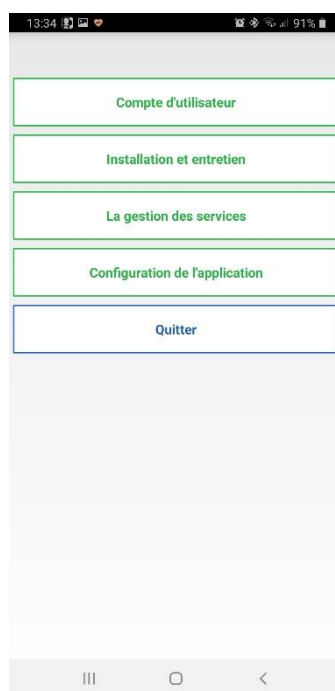 13:34
91%
Compte d'utilisateur
Installation et entretien
La gestion des services
Configuration de l'application
Quitter